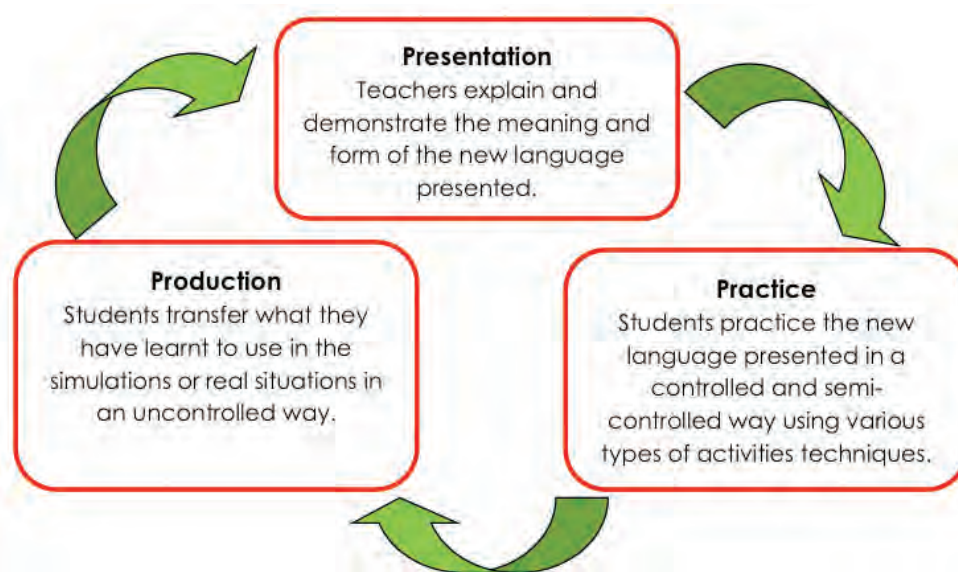 Presentation
Teachers explain and
demonstrate the meaning and
form of the new language
presented.
Practice
Students practice the new
language presented in a
controlled and semi-
controlled way using various
types of activities techniques.
Production
Students transfer what they
have learnt to use in the
simulations or real situations in
an uncontrolled way.